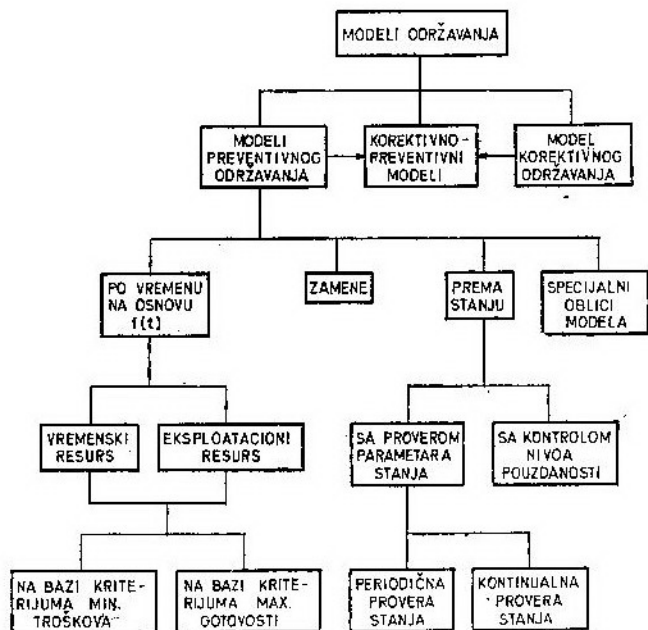 MODELI ODRŽAVANJA
MODELI
PREVENTIVNOG
ODRŽAVANJA
KOREKTIVNO-
PREVENTIVNI
MODELI
MODEL
KOREKTIVNOG
ODRŽAVANJA
PO VREMENU
NA OSNOVU
f(t)
ZAMENE
PREMA
STANJU
SPECIJALNI
OBLICI
MODELA
VREMENSKI
RESURS
EKSPLOATACIONI
RESURS
SA PROVEROM
PARAMETARA
STANJA
SA KONTROLOM
NIVOA
POUZDANOSTI
NA BAZI KRITE-
RIJUMA MIN.
TROŠKOVA
NA BAZI KRITE-
RIJUMA MAX.
GOTOVOSTI
PERIODIČNA
PROVERA
STANJA
KONTINUALNA
PROVERA
STANJA